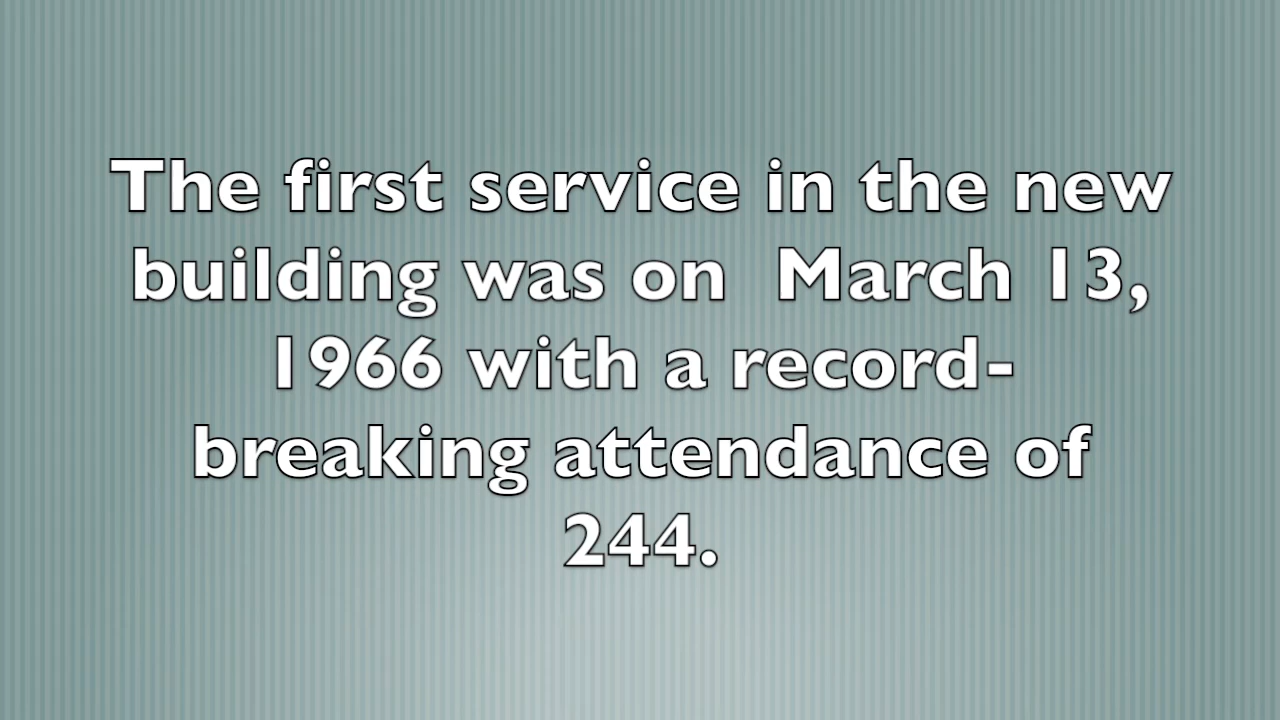 The first service in the new
building was on  March 13,
1966 with a record-
breaking attendance of
244.